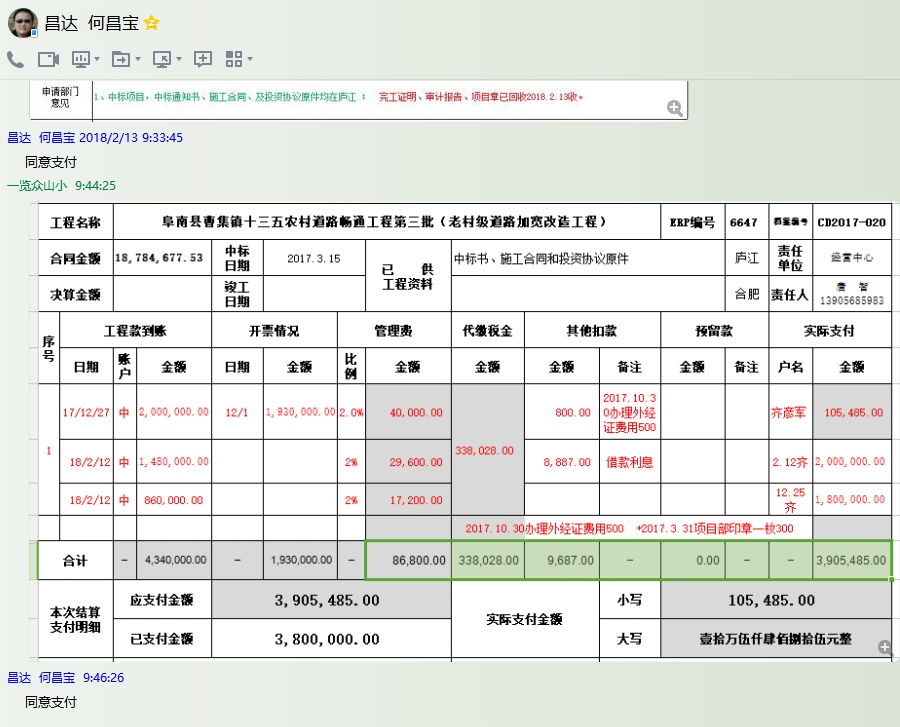 昌达 何昌宝
申请部门
意见
1、中标项目，中标通知书、施工合同、及投资协议原件均在庐江； 完工证明、审计报告、项目章已回收2018.2.13收。
昌达 何昌宝 2018/2/13 9:33:45
同意支付
一览众山小 9:44:25
工程名称 阜南县曹集镇十三五农村道路畅通工程第三批（老村级道路加宽改造工程） ERP编号 6647 档案编号 CD2017-020
合同金额 18,784,677.53 中标日期 2017.3.15 已 供工程资料 中标书、施工合同和投资协议原件 庐江 责任单位 经营中心
决算金额 竣工日期 合肥 责任人 唐 智 13905685983
序号 工程款到账 开票情况 管理费 代缴税金 其他扣款 预留款 实际支付
日期 账户 金额 日期 金额 比例 金额 金额 金额 备注 金额 备注 户名 金额
1 17/12/27 中 2,000,000.00 12/1 1,930,000.00 2.0% 40,000.00 338,028.00 800.00 2017.10.30办理外经证费用500 齐彦军 105,485.00
18/2/12 中 1,480,000.00 2% 29,600.00 8,887.00 借款利息 2.12齐 2,000,000.00
18/2/12 中 860,000.00 2% 17,200.00 12.25齐 1,800,000.00
2017.10.30办理外经证费用500 +2017.3.31项目部印章一枚300
合计 - 4,340,000.00 - 1,930,000.00 - 86,800.00 338,028.00 9,687.00 - 0.00 - - 3,905,485.00
本次结算支付明细 应支付金额 3,905,485.00 实际支付金额 小写 105,485.00
已支付金额 3,800,000.00 大写 壹拾万伍仟肆佰捌拾伍元整
昌达 何昌宝 9:46:26
同意支付